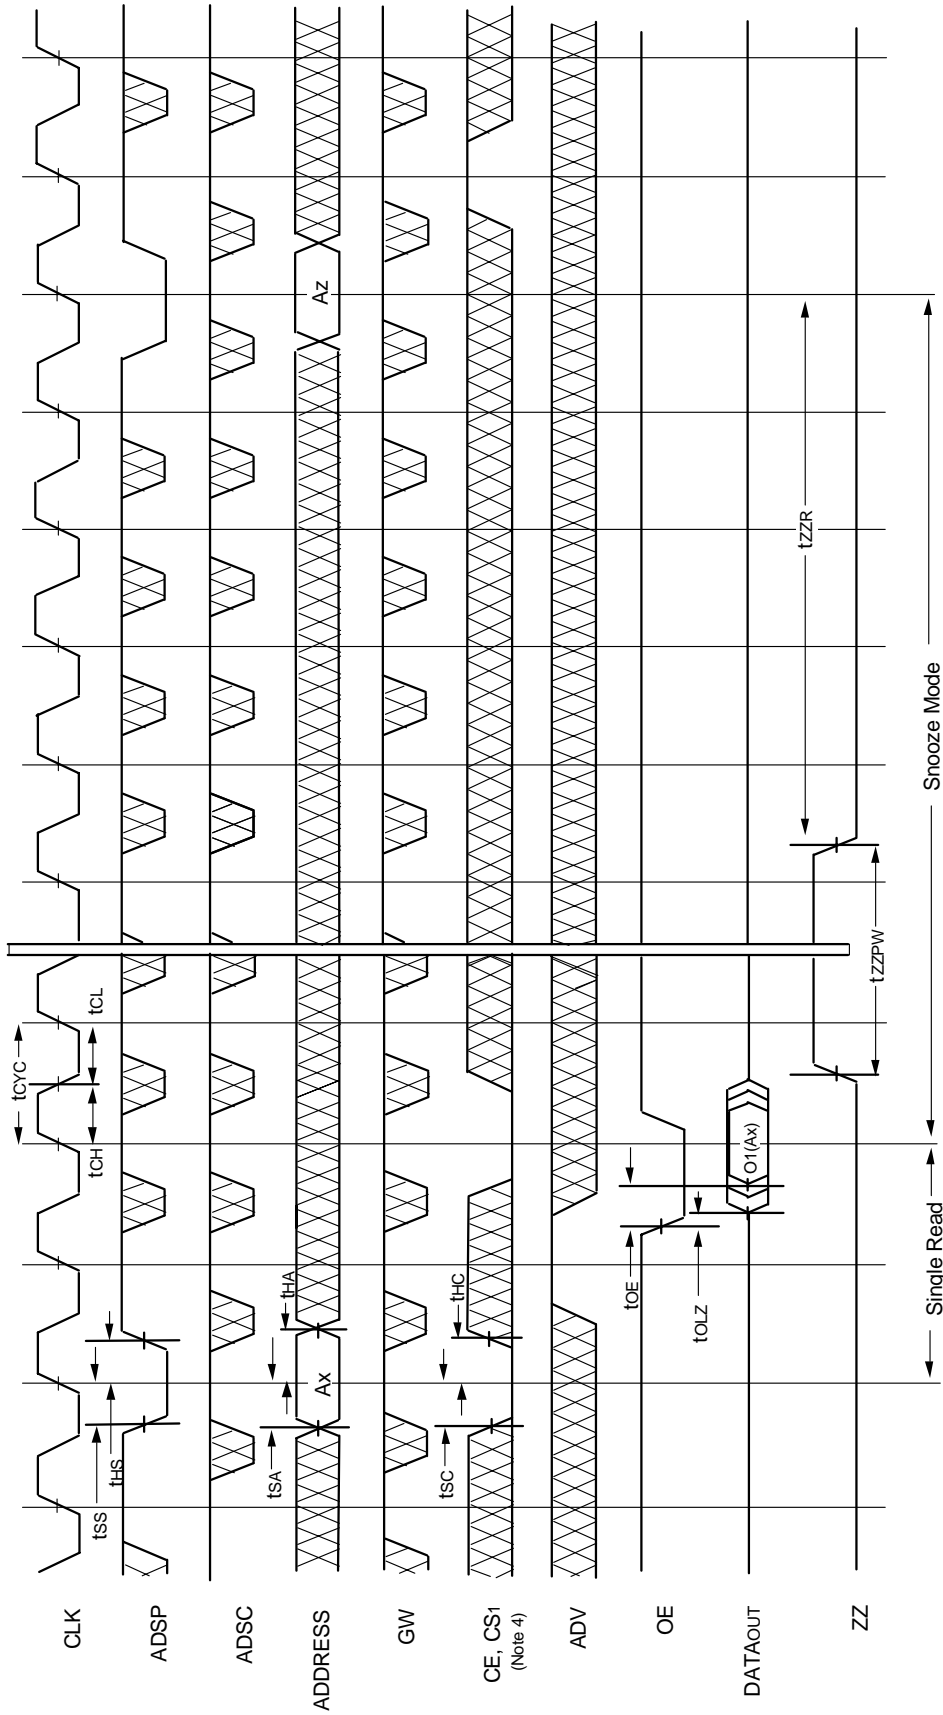 CLK
ADSP
ADSC
ADDRESS
GW
CE, CS1
(Note 4)
ADV
OE
DATAOUT
ZZ
tCYC
tCH
tCL
tSS
tHS
tSA
tHA
Ax
Az
tSC
tHC
tOE
tOLZ
O1(Ax)
tZZPW
tZZR
Single Read
Snooze Mode